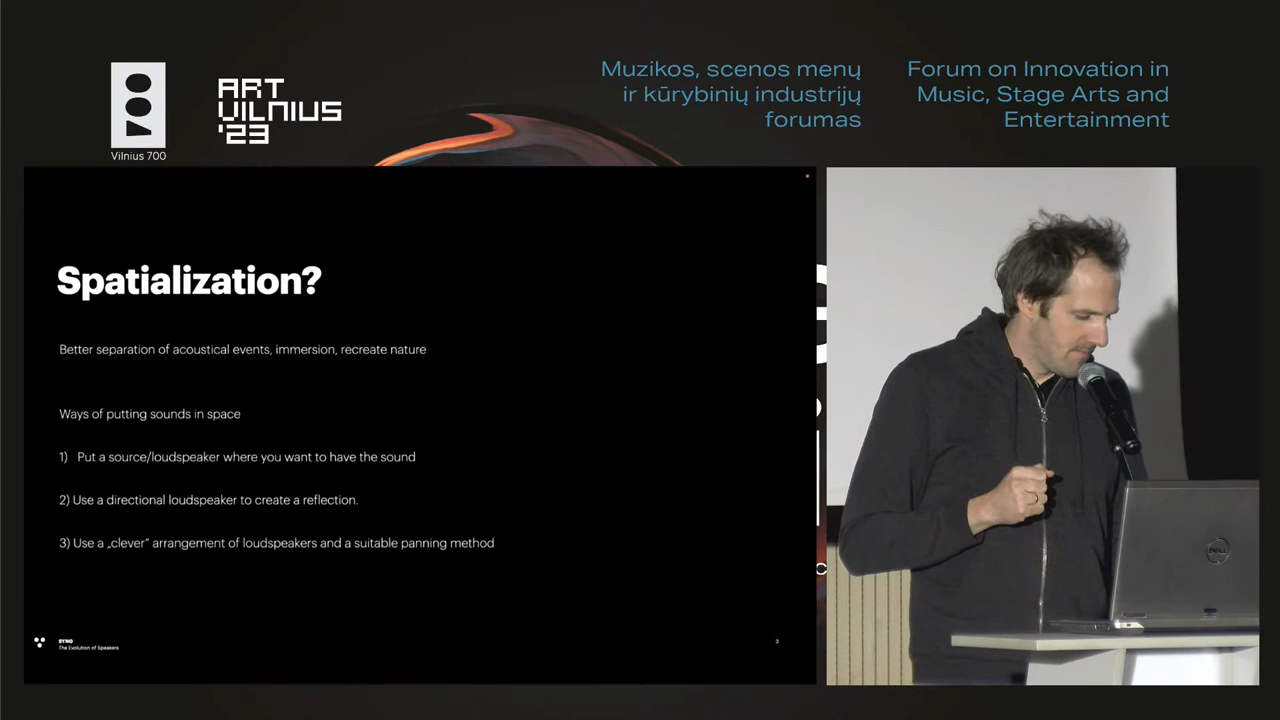 Vilnius 700
ART
VILNIUS
'23
Muzikos, scenos menų
ir kūrybinių industrijų
forumas
Forum on Innovation in
Music, Stage Arts and
Entertainment
Spatialization?
Better separation of acoustical events, immersion, recreate nature
Ways of putting sounds in space
1) Put a source/loudspeaker where you want to have the sound
2) Use a directional loudspeaker to create a reflection.
3) Use a „clever“ arrangement of loudspeakers and a suitable panning method
SYNG
The Evolution of Speakers
3
DELL